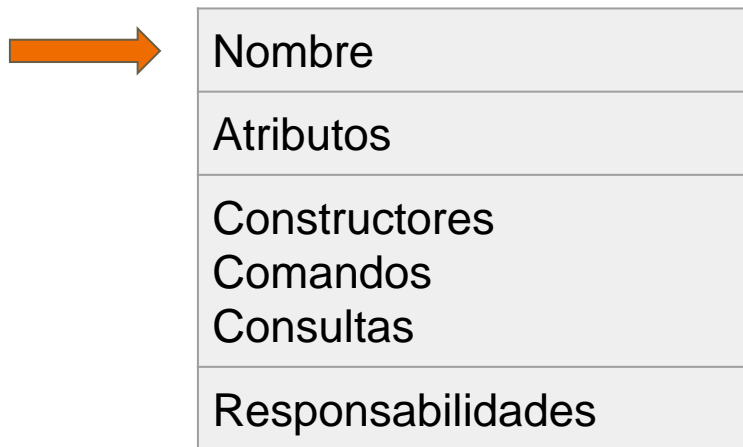 Nombre
Atributos
Constructores
Comandos
Consultas
Responsabilidades